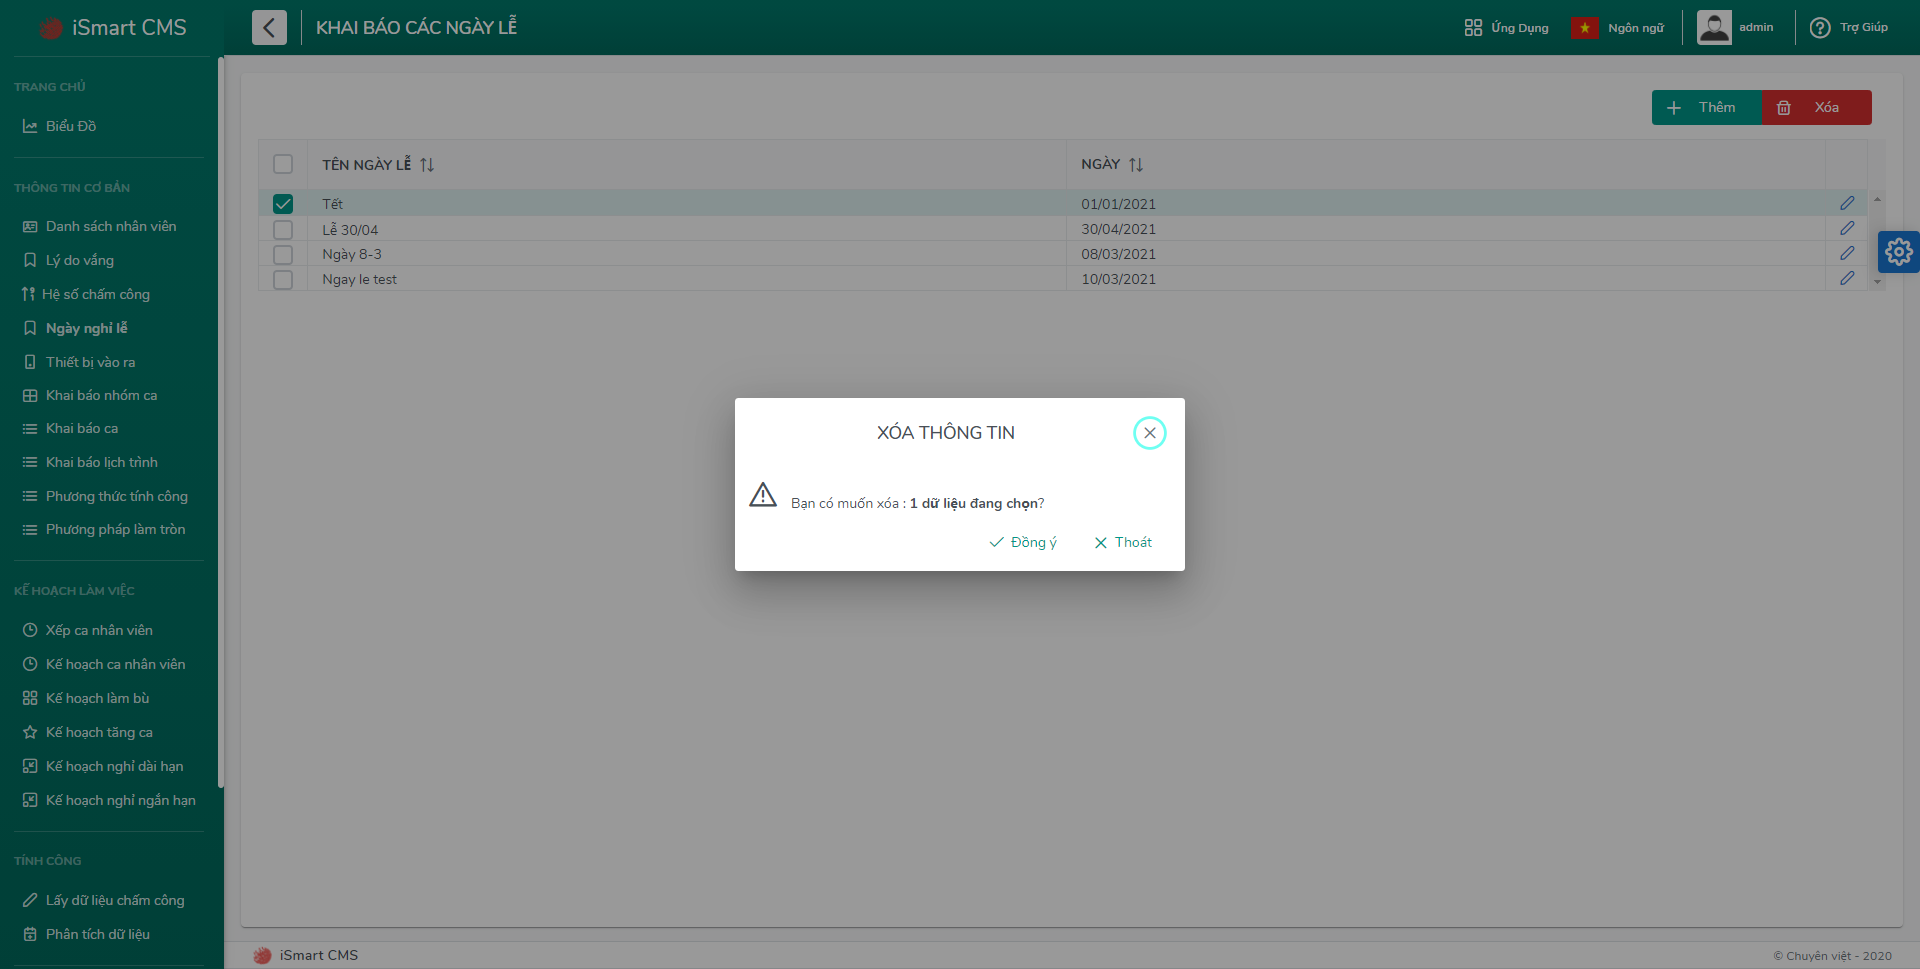 iSmart CMS
KHAI BÁO CÁC NGÀY LỄ
Ứng Dụng
Ngôn ngữ
admin
Trợ Giúp
TRANG CHỦ
Biểu Đồ
THÔNG TIN CƠ BẢN
Danh sách nhân viên
Lý do vắng
Hệ số chấm công
Ngày nghỉ lễ
Thiết bị vào ra
Khai báo nhóm ca
Khai báo ca
Khai báo lịch trình
Phương thức tính công
Phương pháp làm tròn
KẾ HOẠCH LÀM VIỆC
Xếp ca nhân viên
Kế hoạch ca nhân viên
Kế hoạch làm bù
Kế hoạch tăng ca
Kế hoạch nghỉ dài hạn
Kế hoạch nghỉ ngắn hạn
TÍNH CÔNG
Lấy dữ liệu chấm công
Phân tích dữ liệu
Thêm
Xóa
TÊN NGÀY LỄ NGÀY
Tết 01/01/2021
Lễ 30/04 30/04/2021
Ngày 8-3 08/03/2021
Ngay le test 10/03/2021
XÓA THÔNG TIN
Bạn có muốn xóa : 1 dữ liệu đang chọn?
Đồng ý
Thoát
iSmart CMS
© Chuyên việt - 2020